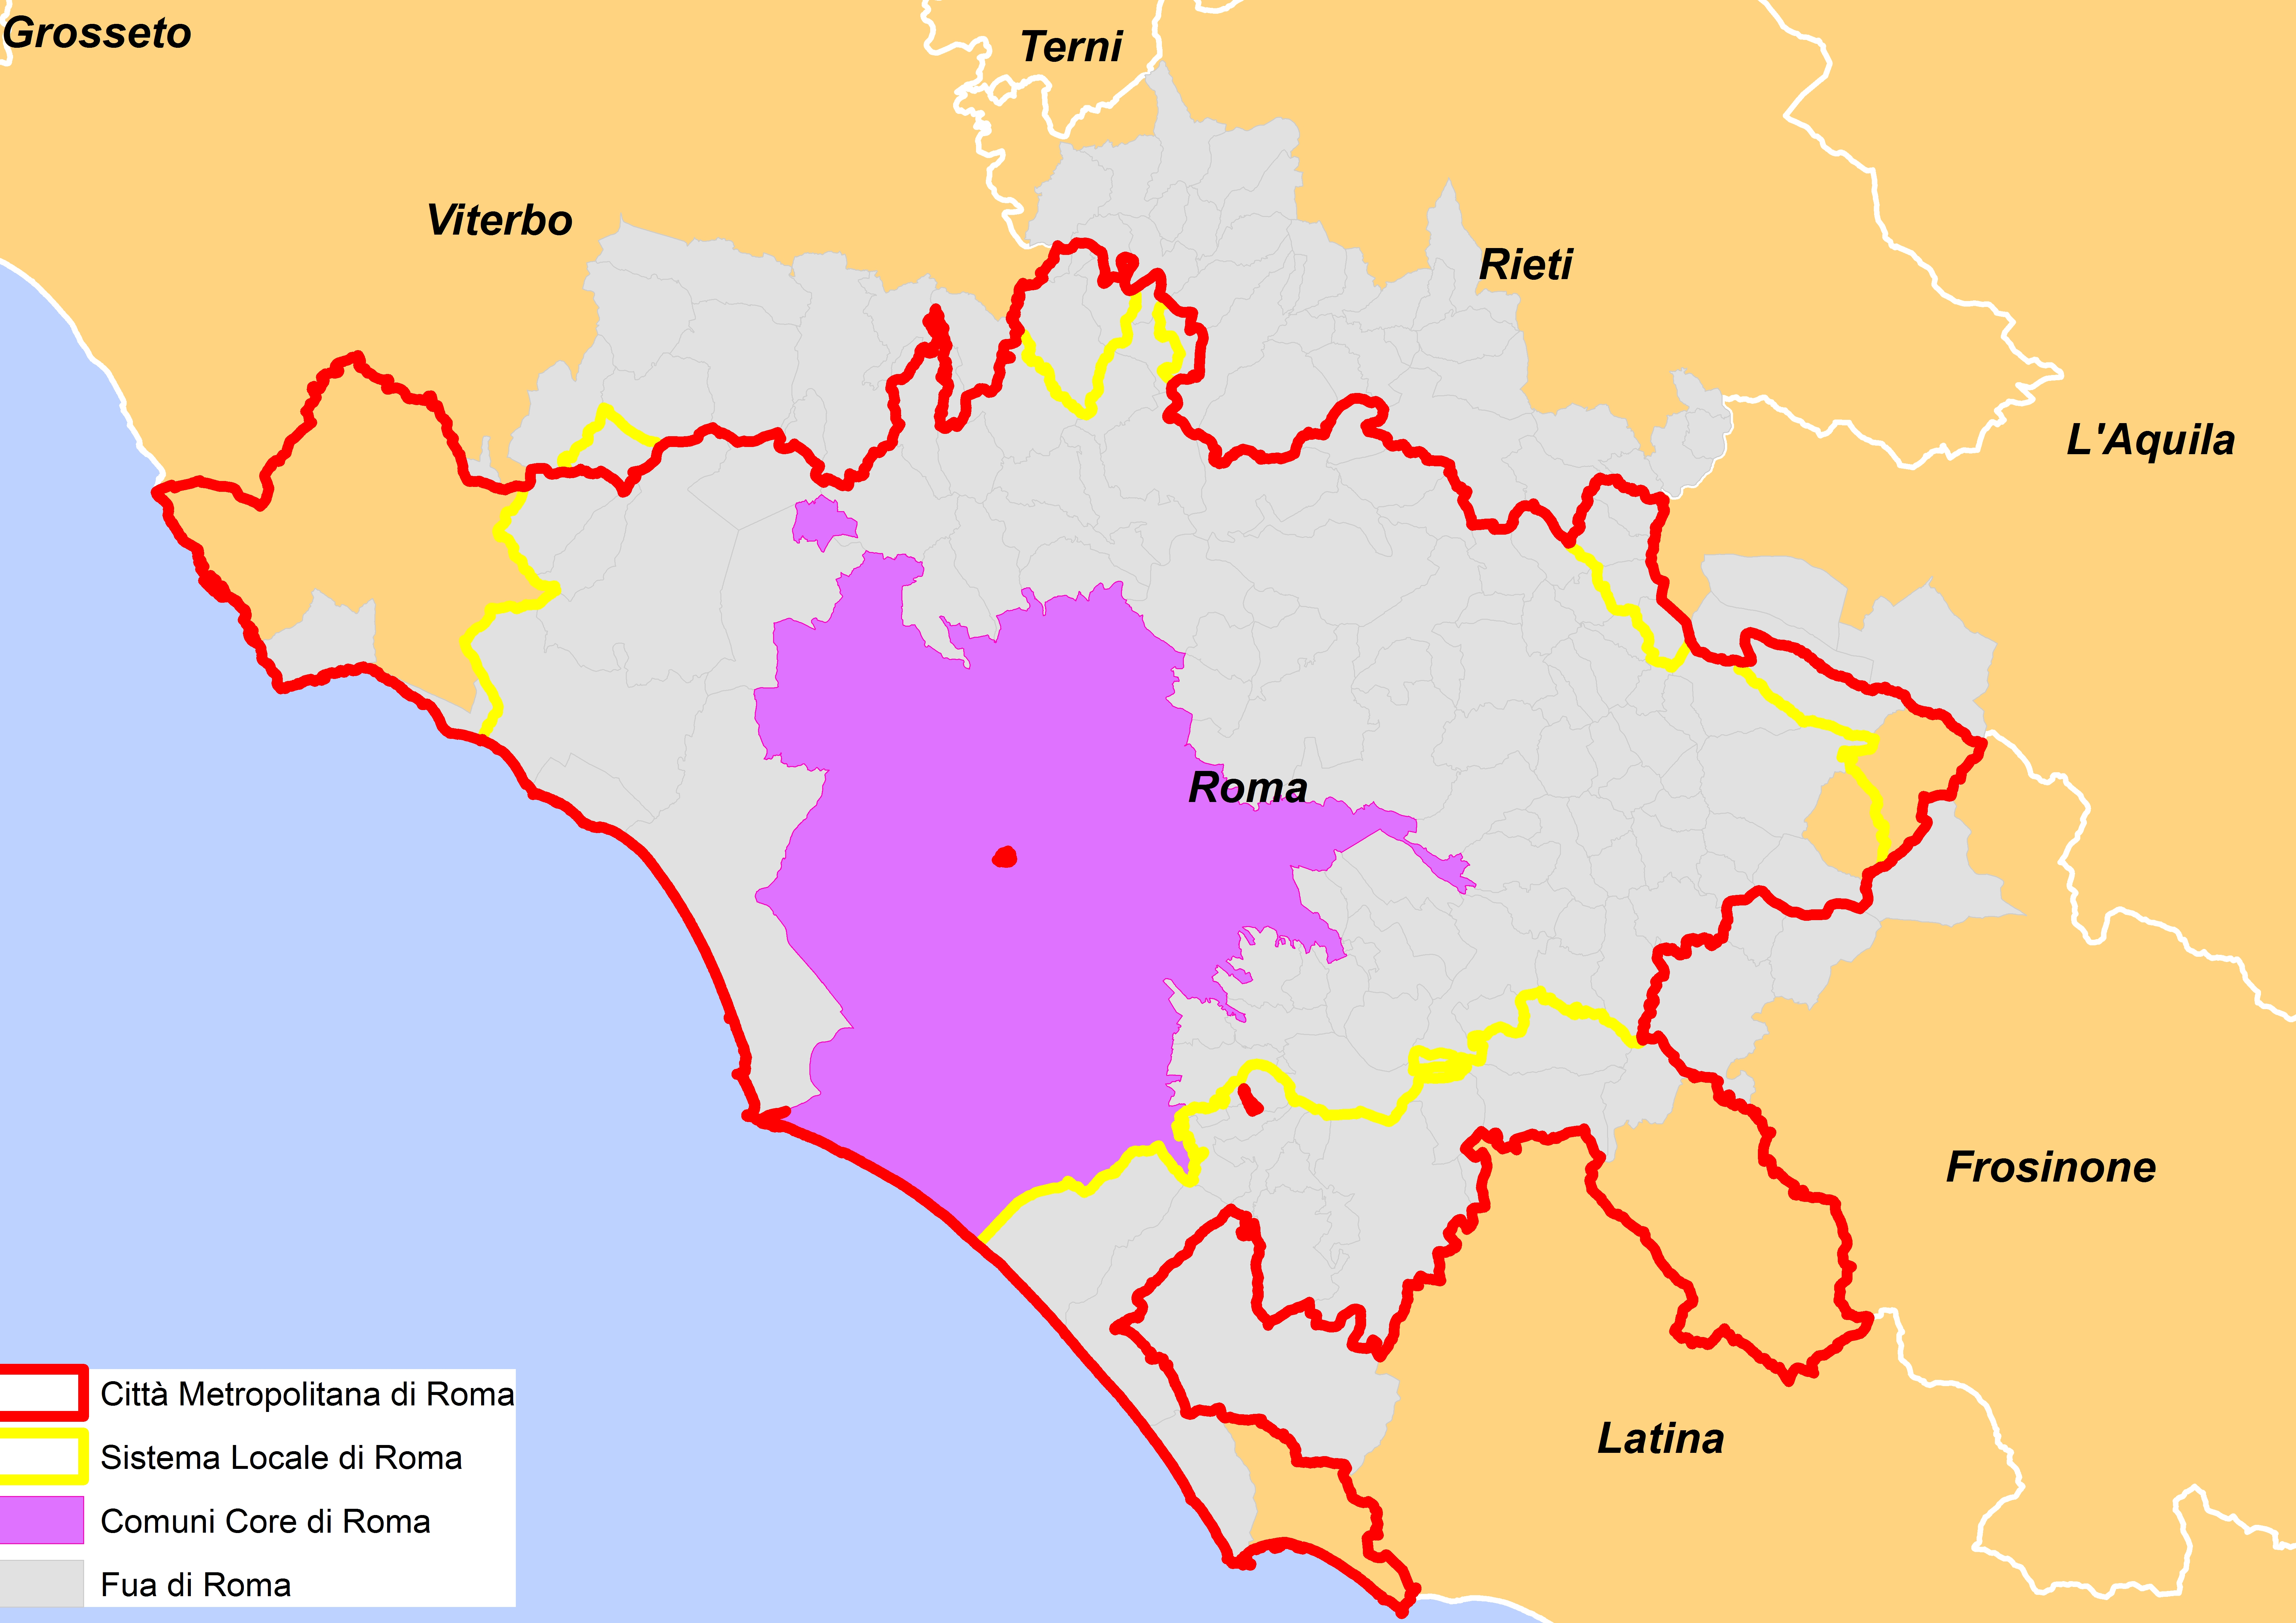 Grosseto
Terni
Viterbo
Rieti
L'Aquila
Roma
Frosinone
Latina
Città Metropolitana di Roma
Sistema Locale di Roma
Comuni Core di Roma
Fua di Roma